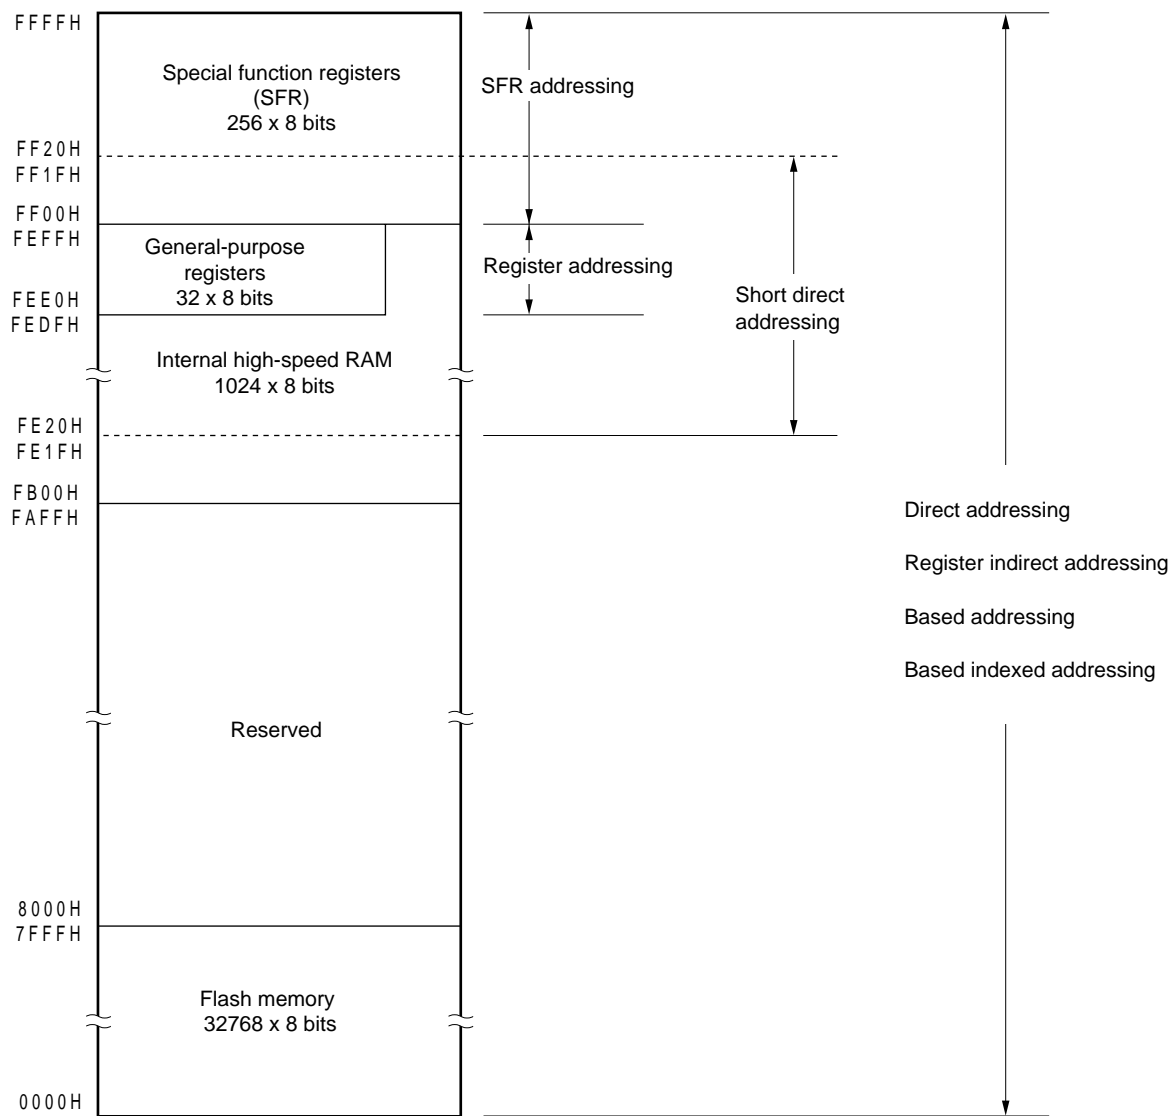 FFFFH
Special function registers
(SFR)
256 x 8 bits
SFR addressing
FF20H
FF1FH
FF00H
FEFFH
General-purpose
registers
32 x 8 bits
Register addressing
FEE0H
FEDFH
Short direct
addressing
Internal high-speed RAM
1024 x 8 bits
FE20H
FE1FH
FB00H
FAFFH
Direct addressing
Register indirect addressing
Based addressing
Based indexed addressing
Reserved
8000H
7FFFH
Flash memory
32768 x 8 bits
0000H